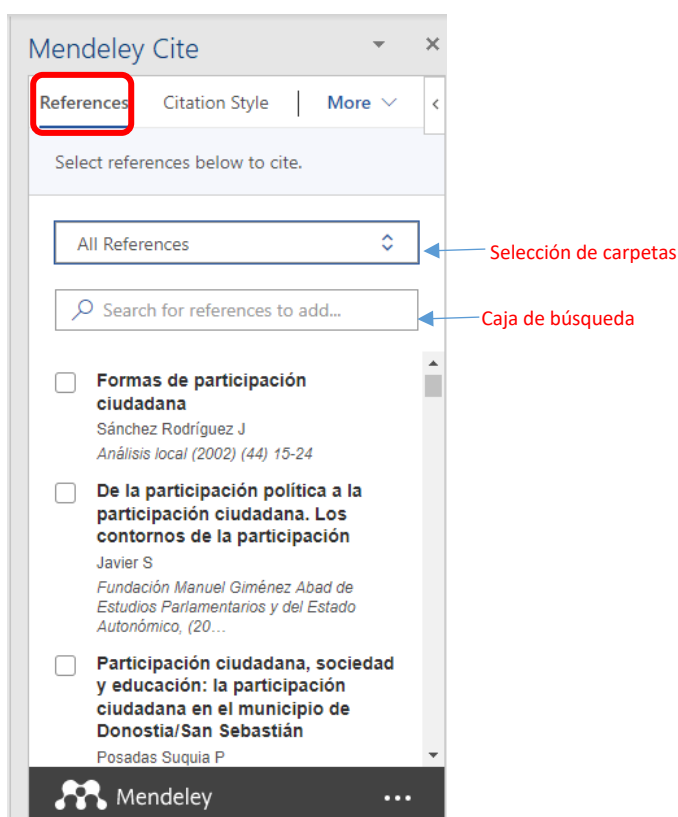 Mendeley Cite
References Citation Style More
Select references below to cite.
All References
Selección de carpetas
Search for references to add...
Caja de búsqueda
Formas de participación
ciudadana
Sánchez Rodríguez J
Análisis local (2002) (44) 15-24
De la participación política a la
participación ciudadana. Los
contornos de la participación
Javier S
Fundación Manuel Giménez Abad de
Estudios Parlamentarios y del Estado
Autonómico, (20…
Participación ciudadana, sociedad
y educación: la participación
ciudadana en el municipio de
Donostia/San Sebastián
Posadas Suquia P
Mendeley